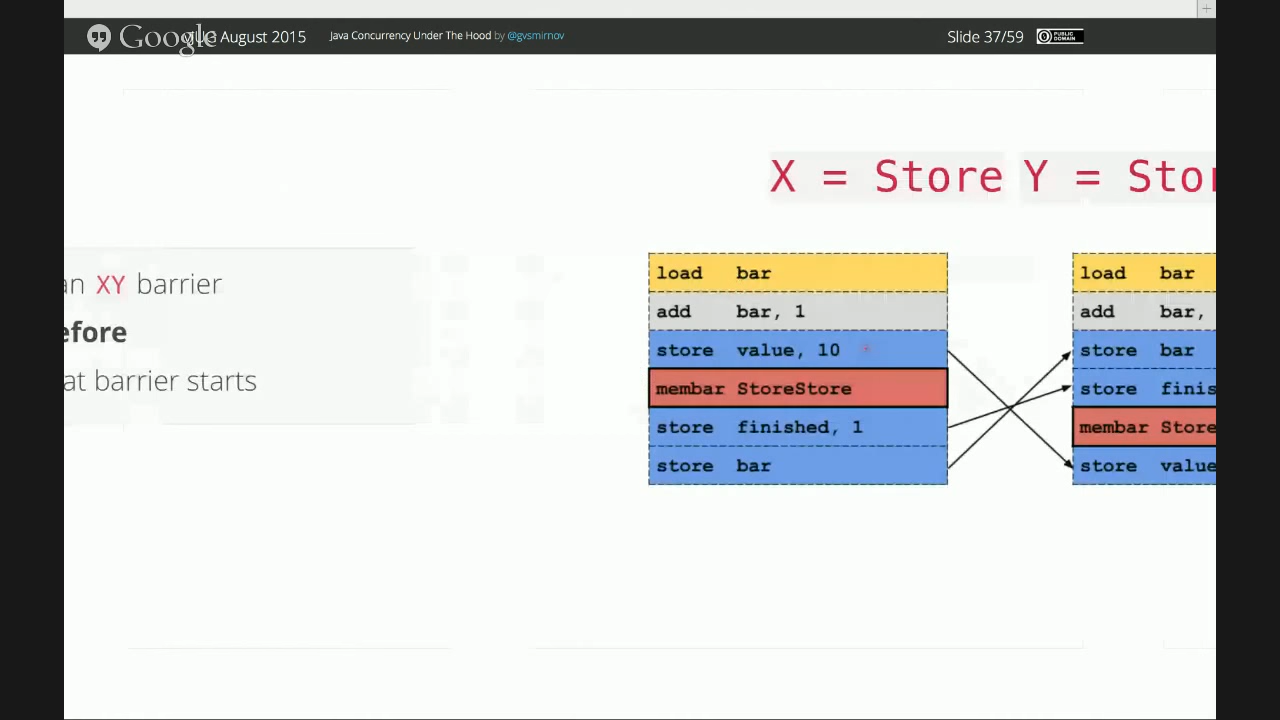 Google
August 2015
Java Concurrency Under The Hood by @gvsmirnov
Slide 37/59
PUBLIC DOMAIN
X = Store Y = Stor
an XY barrier
efore
at barrier starts
load bar
add bar, 1
store value, 10
membar StoreStore
store finished, 1
store bar
load bar
add bar,
store bar
store finis
membar Store
store value